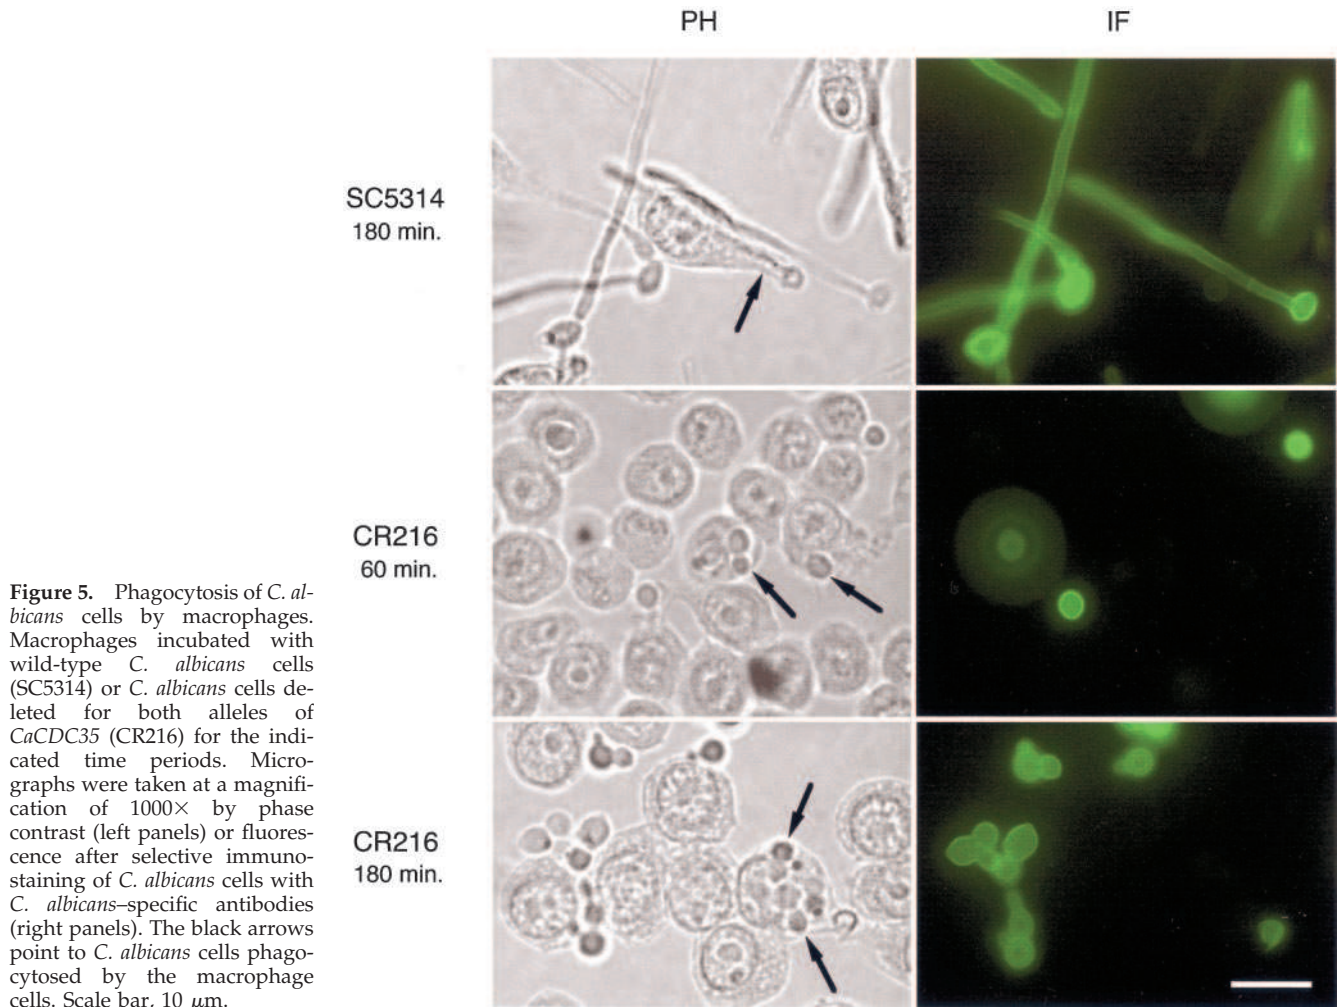 PH
IF
SC5314
180 min.
CR216
60 min.
CR216
180 min.
Figure 5. Phagocytosis of C. al-
bicans cells by macrophages.
Macrophages incubated with
wild-type C. albicans cells
(SC5314) or C. albicans cells de-
leted for both alleles of
CaCDC35 (CR216) for the indi-
cated time periods. Micro-
graphs were taken at a magnifi-
cation of 1000× by phase
contrast (left panels) or fluores-
cence after selective immuno-
staining of C. albicans cells with
C. albicans–specific antibodies
(right panels). The black arrows
point to C. albicans cells phago-
cytosed by the macrophage
cells. Scale bar, 10 μm.